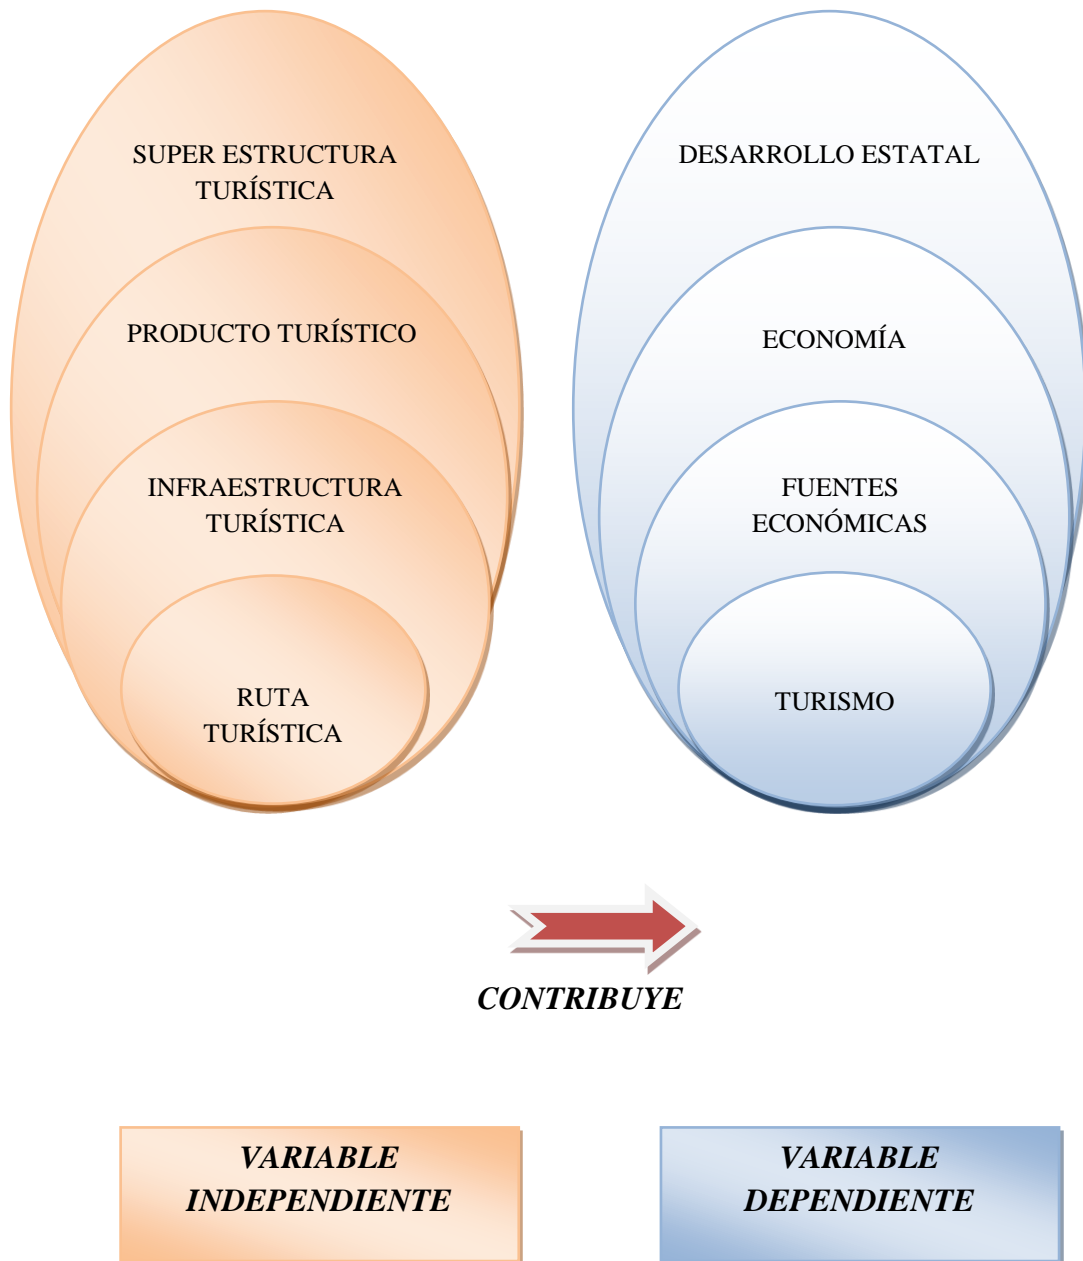 SUPER ESTRUCTURA
TURÍSTICA
PRODUCTO TURÍSTICO
INFRAESTRUCTURA
TURÍSTICA
RUTA
TURÍSTICA
DESARROLLO ESTATAL
ECONOMÍA
FUENTES
ECONÓMICAS
TURISMO
CONTRIBUYE
VARIABLE
INDEPENDIENTE
VARIABLE
DEPENDIENTE